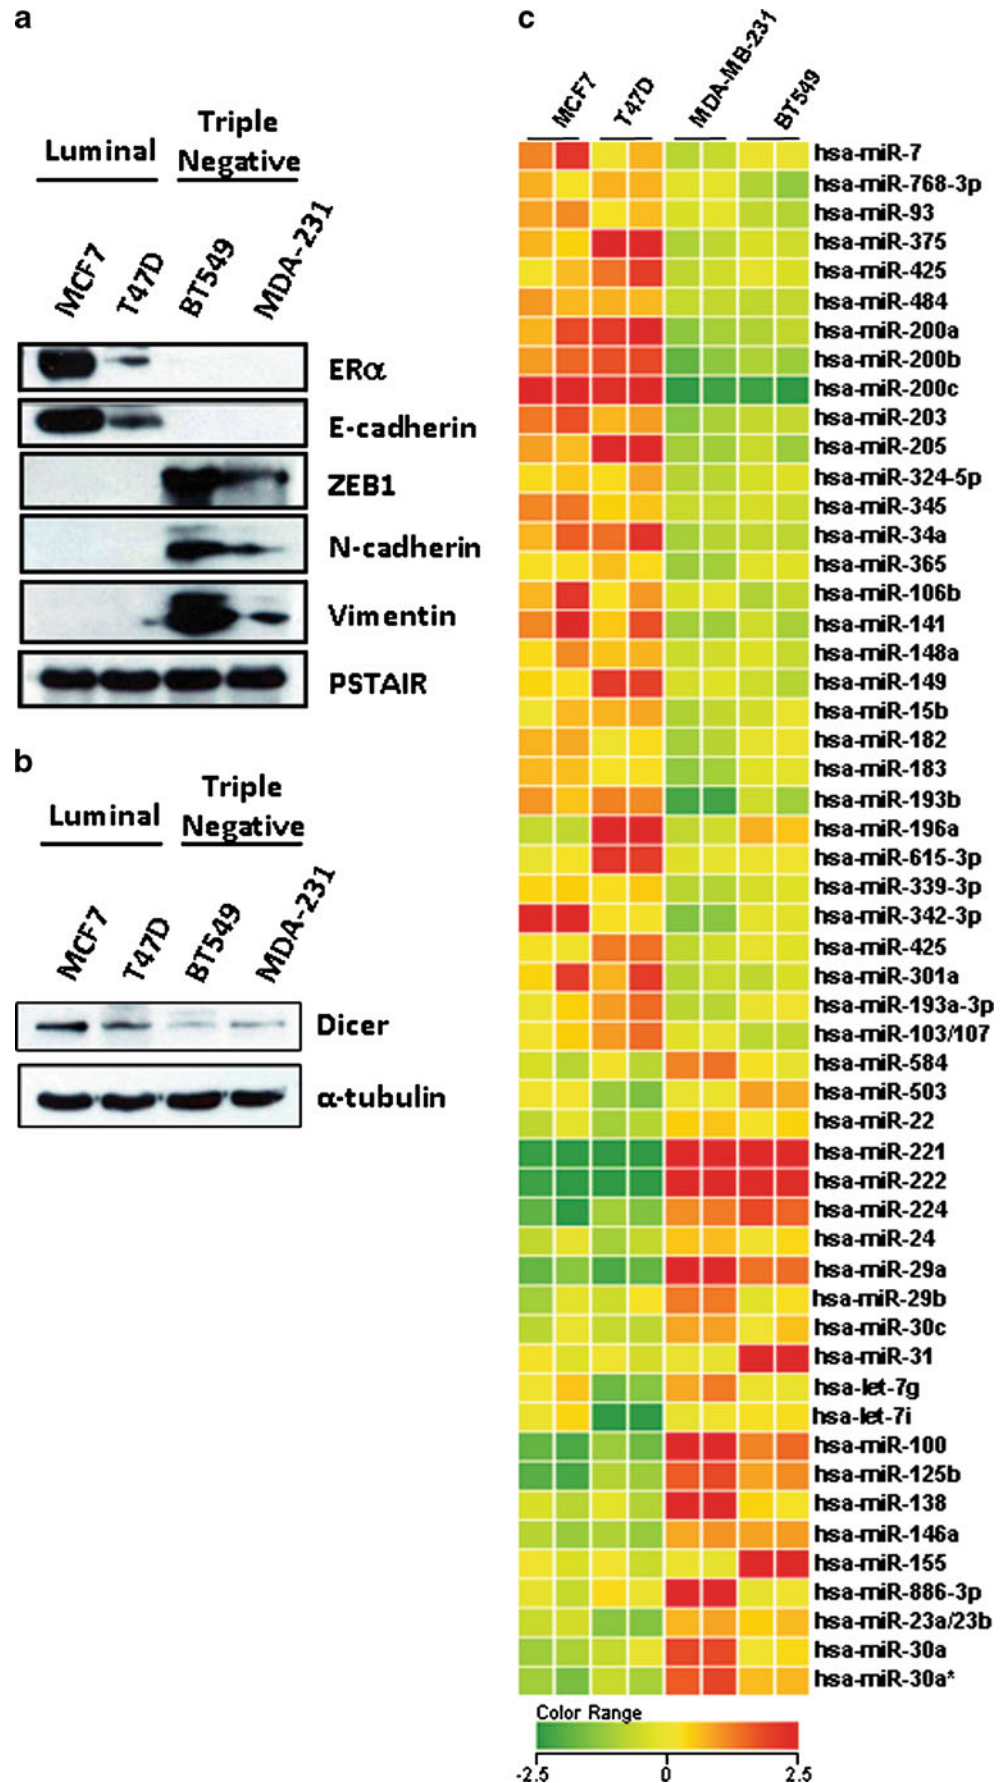 a
Luminal
Triple
Negative
MCF7
T47D
BT549
MDA-231
ERα
E-cadherin
ZEB1
N-cadherin
Vimentin
PSTAIR
b
Luminal
Triple
Negative
MCF7
T47D
BT549
MDA-231
Dicer
α-tubulin
c
MCF7
T47D
MDA-MB-231
BT549
hsa-miR-7
hsa-miR-768-3p
hsa-miR-93
hsa-miR-375
hsa-miR-425
hsa-miR-484
hsa-miR-200a
hsa-miR-200b
hsa-miR-200c
hsa-miR-203
hsa-miR-205
hsa-miR-324-5p
hsa-miR-345
hsa-miR-34a
hsa-miR-365
hsa-miR-106b
hsa-miR-141
hsa-miR-148a
hsa-miR-149
hsa-miR-15b
hsa-miR-182
hsa-miR-183
hsa-miR-193b
hsa-miR-196a
hsa-miR-615-3p
hsa-miR-339-3p
hsa-miR-342-3p
hsa-miR-425
hsa-miR-301a
hsa-miR-193a-3p
hsa-miR-103/107
hsa-miR-584
hsa-miR-503
hsa-miR-22
hsa-miR-221
hsa-miR-222
hsa-miR-224
hsa-miR-24
hsa-miR-29a
hsa-miR-29b
hsa-miR-30c
hsa-miR-31
hsa-let-7g
hsa-let-7i
hsa-miR-100
hsa-miR-125b
hsa-miR-138
hsa-miR-146a
hsa-miR-155
hsa-miR-886-3p
hsa-miR-23a/23b
hsa-miR-30a
hsa-miR-30a*
Color Range
-2.5 0 2.5